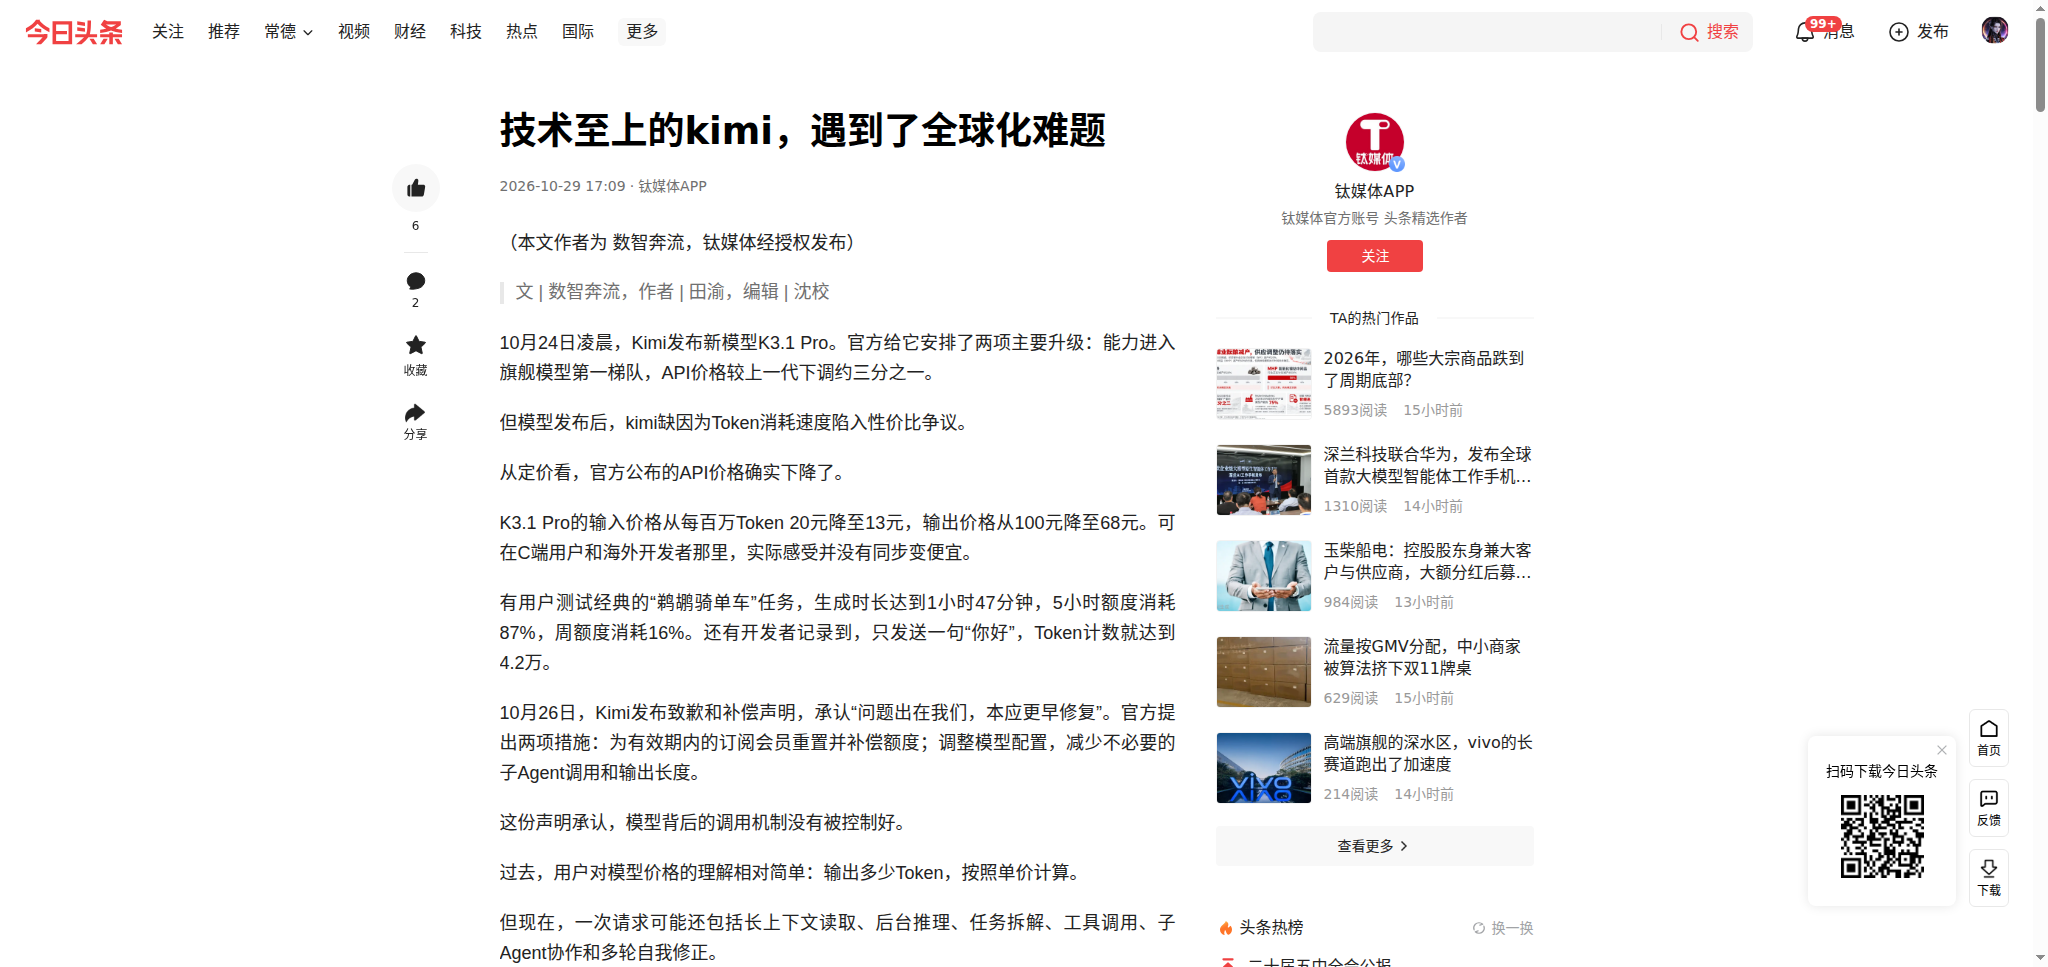 今日头条
关注
推荐
常德
视频
财经
科技
热点
国际
更多
搜索
99+
消息
发布
技术至上的kimi，遇到了全球化难题
2026-10-29 17:09 · 钛媒体APP
6
2
收藏
分享
（本文作者为 数智奔流，钛媒体经授权发布）
文 | 数智奔流，作者 | 田渝，编辑 | 沈校
10月24日凌晨，Kimi发布新模型K3.1 Pro。官方给它安排了两项主要升级：能力进入
旗舰模型第一梯队，API价格较上一代下调约三分之一。
但模型发布后，kimi缺因为Token消耗速度陷入性价比争议。
从定价看，官方公布的API价格确实下降了。
K3.1 Pro的输入价格从每百万Token 20元降至13元，输出价格从100元降至68元。可
在C端用户和海外开发者那里，实际感受并没有同步变便宜。
有用户测试经典的“鹈鹕骑单车”任务，生成时长达到1小时47分钟，5小时额度消耗
87%，周额度消耗16%。还有开发者记录到，只发送一句“你好”，Token计数就达到
4.2万。
10月26日，Kimi发布致歉和补偿声明，承认“问题出在我们，本应更早修复”。官方提
出两项措施：为有效期内的订阅会员重置并补偿额度；调整模型配置，减少不必要的
子Agent调用和输出长度。
这份声明承认，模型背后的调用机制没有被控制好。
过去，用户对模型价格的理解相对简单：输出多少Token，按照单价计算。
但现在，一次请求可能还包括长上下文读取、后台推理、任务拆解、工具调用、子
Agent协作和多轮自我修正。
钛媒体
钛媒体APP
钛媒体官方账号 头条精选作者
关注
TA的热门作品
2026年，哪些大宗商品跌到
了周期底部？
5893阅读 15小时前
深兰科技联合华为，发布全球
首款大模型智能体工作手机...
1310阅读 14小时前
玉柴船电：控股股东身兼大客
户与供应商，大额分红后募...
984阅读 13小时前
流量按GMV分配，中小商家
被算法挤下双11牌桌
629阅读 15小时前
vivo
高端旗舰的深水区，vivo的长
赛道跑出了加速度
214阅读 14小时前
查看更多
头条热榜
换一换
二十届五中全会公报
扫码下载今日头条
首页
反馈
下载